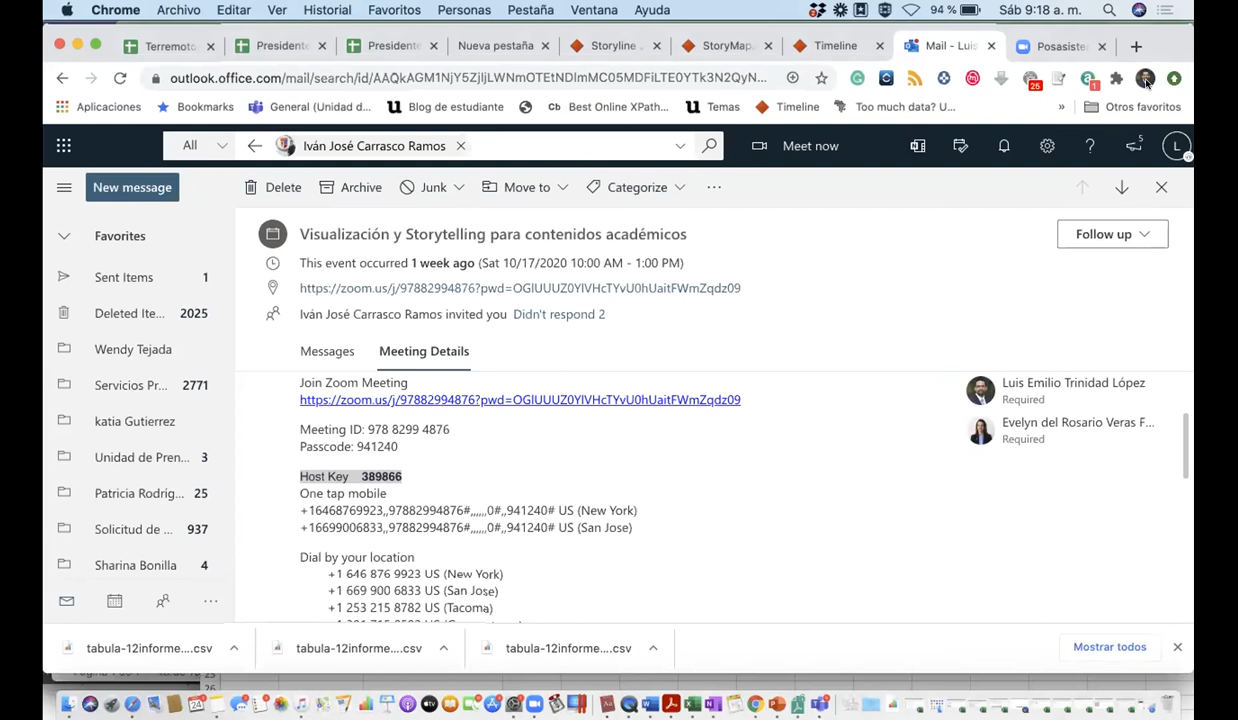 Chrome Archivo Editar Ver Historial Favoritos Personas Pestaña Ventana Ayuda 94 % Sáb 9:18 a. m.
Terremot Presidente Presidente Nueva pestaña Storyline StoryMap Timeline Mail - Luis Posasiste
outlook.office.com/mail/search/id/AAQkAGM1NjY5ZjljLWNmOTEtNDlmMC05MDFiLTE0YTk3N2QyN... 25 1
Aplicaciones Bookmarks General (Unidad d... Blog de estudiante Cb Best Online XPath... Temas Timeline Too much data? U... » Otros favoritos
All Iván José Carrasco Ramos Meet now 5 L
New message Delete Archive Junk Move to Categorize ...
Favorites
Visualización y Storytelling para contenidos académicos Follow up
This event occurred 1 week ago (Sat 10/17/2020 10:00 AM - 1:00 PM)
Sent Items 1
https://zoom.us/j/97882994876?pwd=OGlUUUZ0YlVHcTYvU0hUaitFWmZqdz09
Deleted Ite... 2025
Iván José Carrasco Ramos invited you Didn't respond 2
Wendy Tejada
Messages Meeting Details
Servicios Pr... 2771
Join Zoom Meeting
Luis Emilio Trinidad López
https://zoom.us/j/97882994876?pwd=OGlUUUZ0YlVHcTYvU0hUaitFWmZqdz09
Required
katia Gutierrez
Meeting ID: 978 8299 4876
Evelyn del Rosario Veras F...
Passcode: 941240
Required
Unidad de Pren... 3
Host Key 389866
Patricia Rodríg... 25
One tap mobile
+16468769923,,97882994876#,,,,,,0#,,941240# US (New York)
Solicitud de ... 937
+16699006833,,97882994876#,,,,,,0#,,941240# US (San Jose)
Sharina Bonilla 4
Dial by your location
+1 646 876 9923 US (New York)
+1 669 900 6833 US (San Jose)
+1 253 215 8782 US (Tacoma)
tabula-12informe....csv tabula-12informe....csv tabula-12informe....csv Mostrar todos